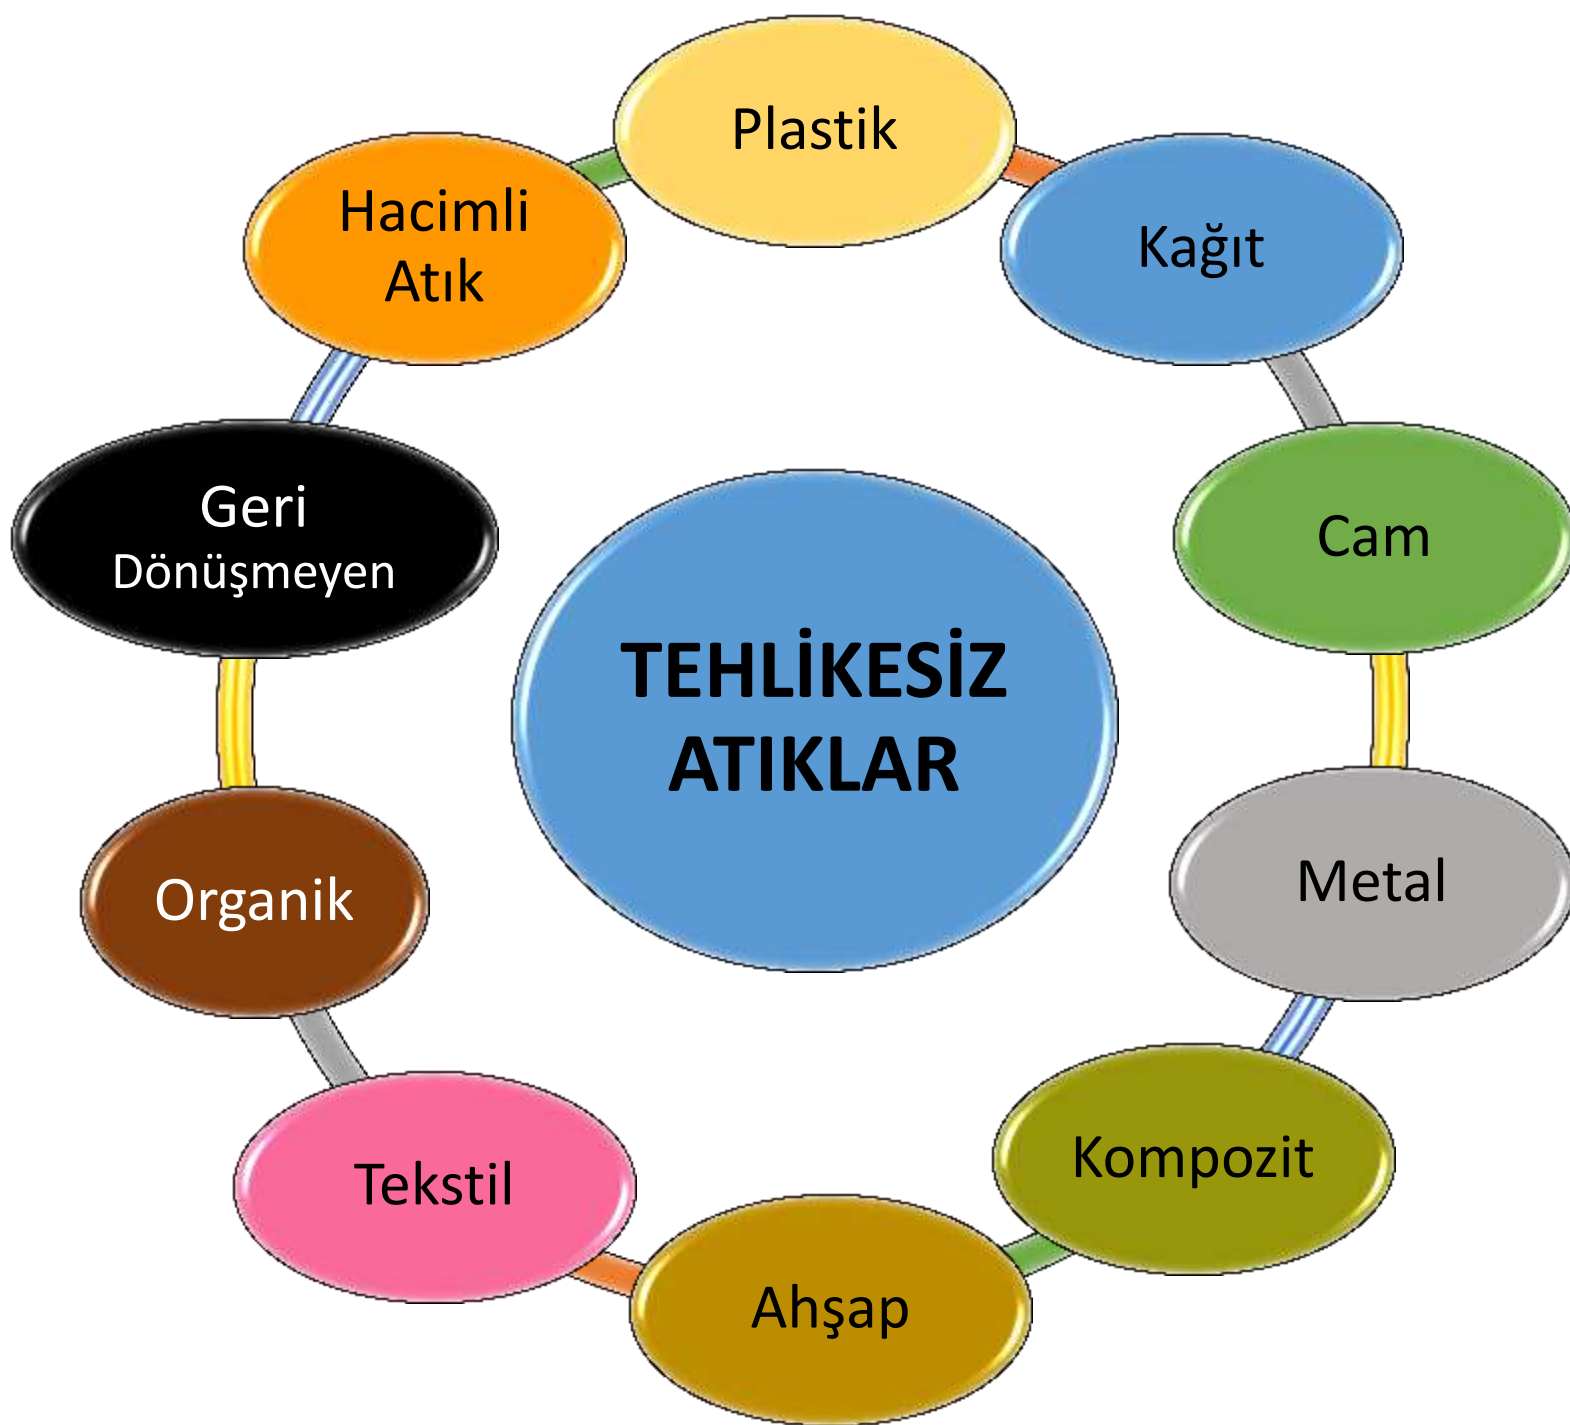 Plastik
Hacimli
Atık
Kağıt
Geri
Dönüşmeyen
Cam
TEHLİKESİZ
ATIKLAR
Metal
Organik
Kompozit
Tekstil
Ahşap